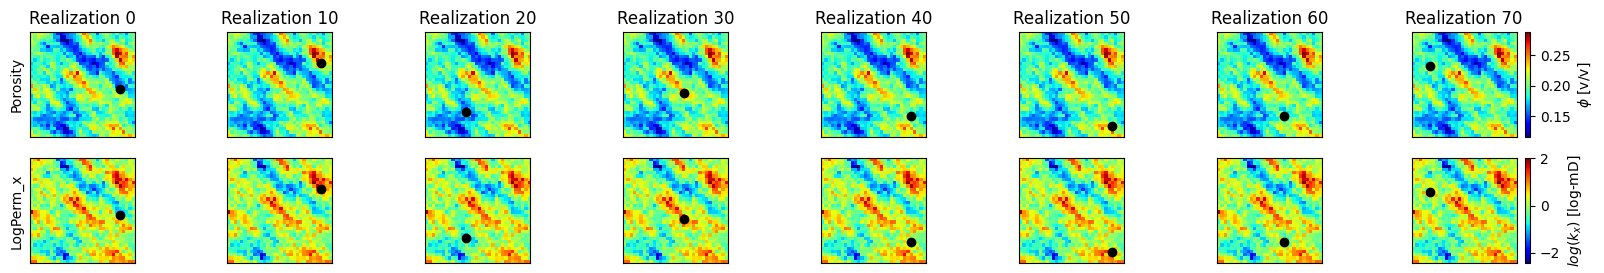 Realization 0 Realization 10 Realization 20 Realization 30 Realization 40 Realization 50 Realization 60 Realization 70
Porosity
0.25
0.20
0.15
ϕ [v/v]
LogPerm_x
2
0
−2
log(kₓ) [log-mD]